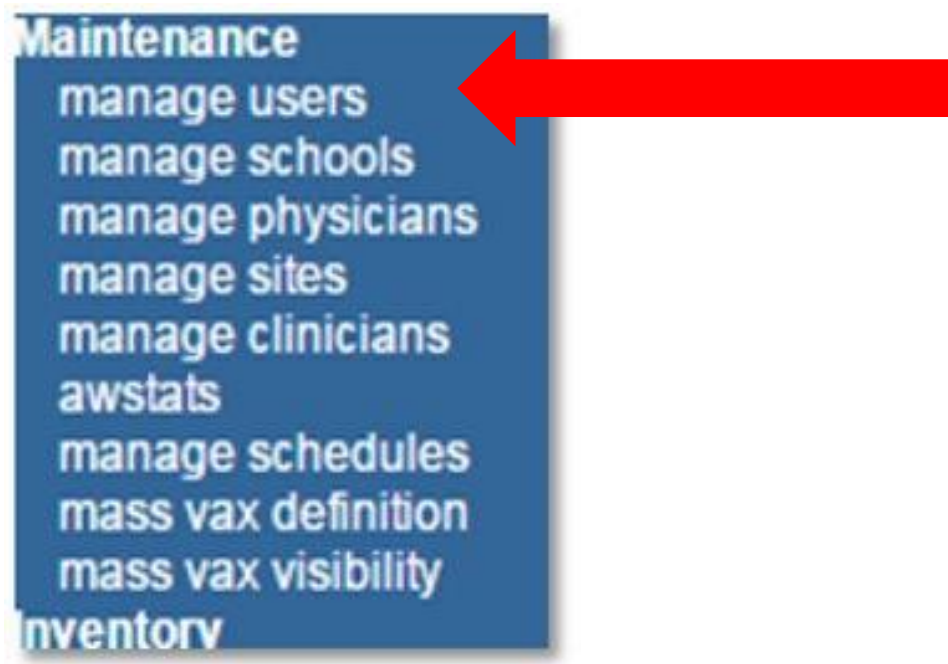 Maintenance
manage users
manage schools
manage physicians
manage sites
manage clinicians
awstats
manage schedules
mass vax definition
mass vax visibility
Inventory